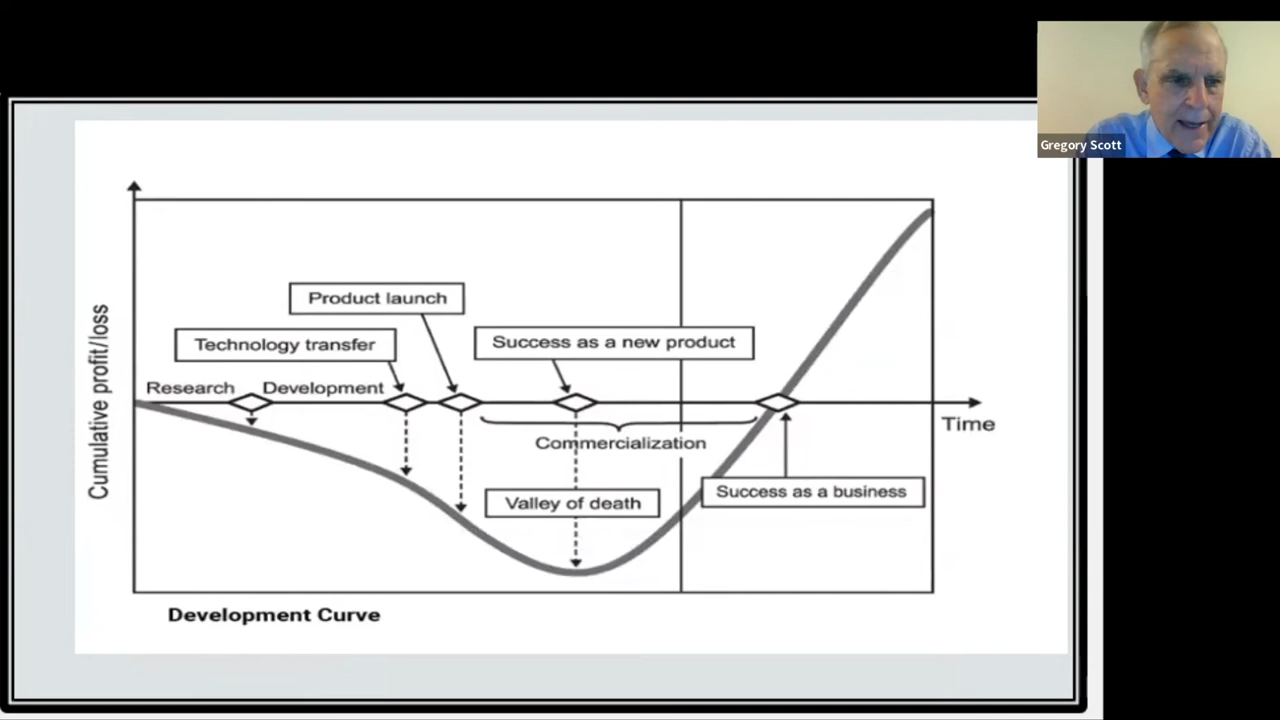 Gregory Scott
Product launch
Technology transfer
Success as a new product
Research
Development
Cumulative profit/loss
Time
Commercialization
Valley of death
Success as a business
Development Curve